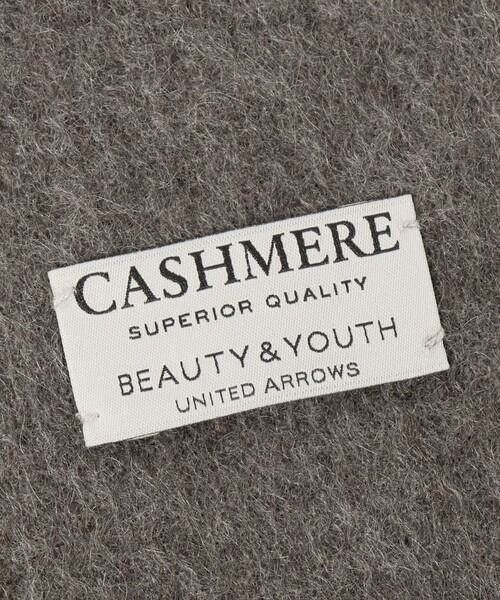 CASHMERE
SUPERIOR QUALITY
BEAUTY & YOUTH
UNITED ARROWS